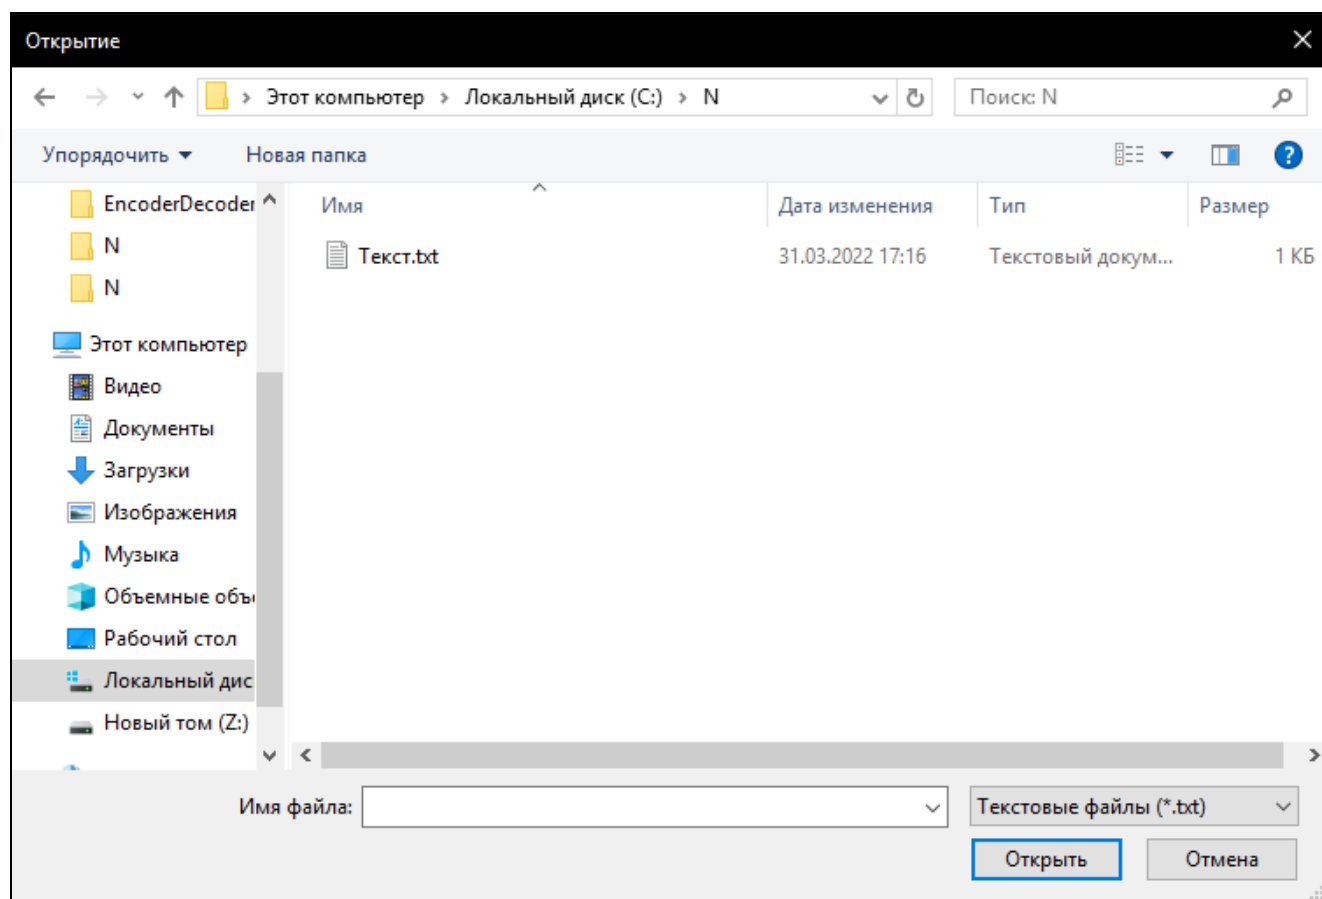 Открытие
Этот компьютер > Локальный диск (C:) > N
Поиск: N
Упорядочить
Новая папка
EncoderDecoder
N
N
Этот компьютер
Видео
Документы
Загрузки
Изображения
Музыка
Объемные объ
Рабочий стол
Локальный дис
Новый том (Z:)
Имя Дата изменения Тип Размер
Текст.txt 31.03.2022 17:16 Текстовый докум... 1 КБ
Имя файла:
Текстовые файлы (*.txt)
Открыть Отмена